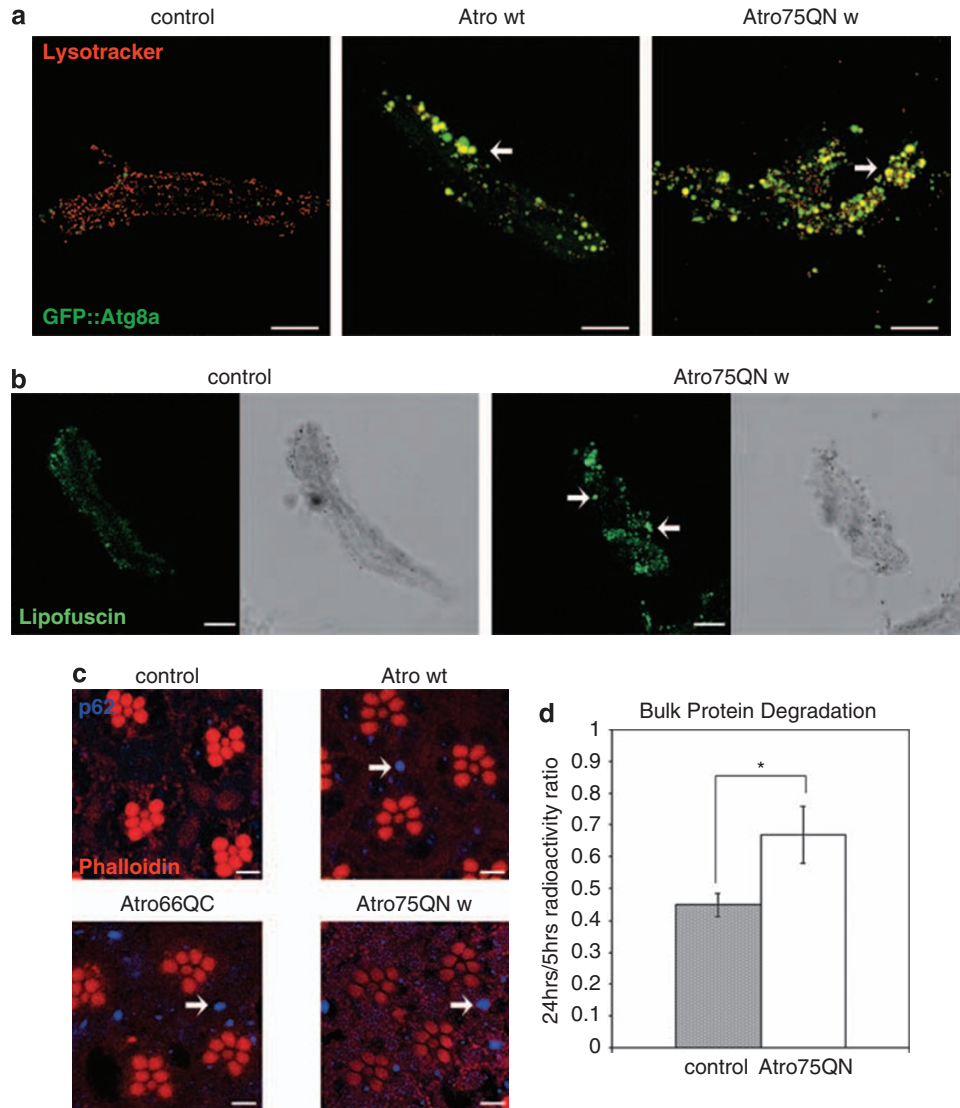 a
control Atro wt Atro75QN w
Lysotracker
GFP::Atg8a
b
control Atro75QN w
Lipofuscin
c
control Atro wt
p62
Phalloidin
Atro66QC Atro75QN w
d
Bulk Protein Degradation
24hrs/5hrs radioactivity ratio
1
0.9
0.8
0.7
0.6
0.5
0.4
0.3
0.2
0.1
0
*
control Atro75QN